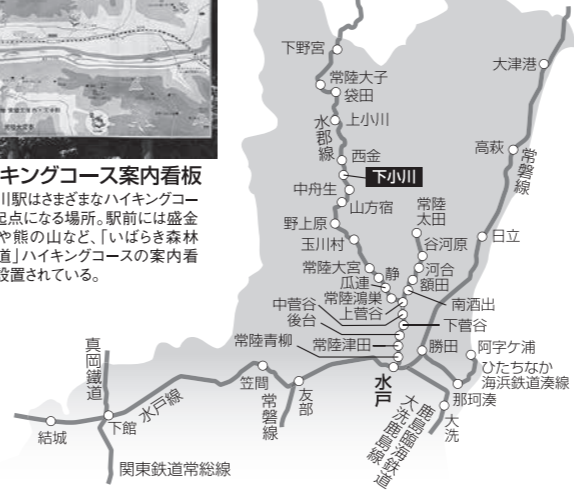 キングコース案内看板
川駅はさまざまなハイキングコー
起点になる場所。駅前には盛金
や熊の山など、「いばらき森林
道」ハイキングコースの案内看
設置されている。
下野宮
常陸大子
袋田
上小川
水郡線
西金
下小川
中舟生
山方宿
野上原
玉川村
常陸大宮
静
瓜連
常陸鴻巣
上菅谷
中菅谷
後台
常陸青柳
常陸津田
常陸
太田
谷河原
河合
額田
南酒出
下菅谷
大津港
高萩
常磐線
日立
勝田
阿字ケ浦
ひたちなか
海浜鉄道湊線
那珂湊
大洗
水戸
鹿島臨海鉄道
大洗鹿島線
真岡鐵道
水戸線
笠間
常磐線
友部
結城
下館
関東鉄道常総線